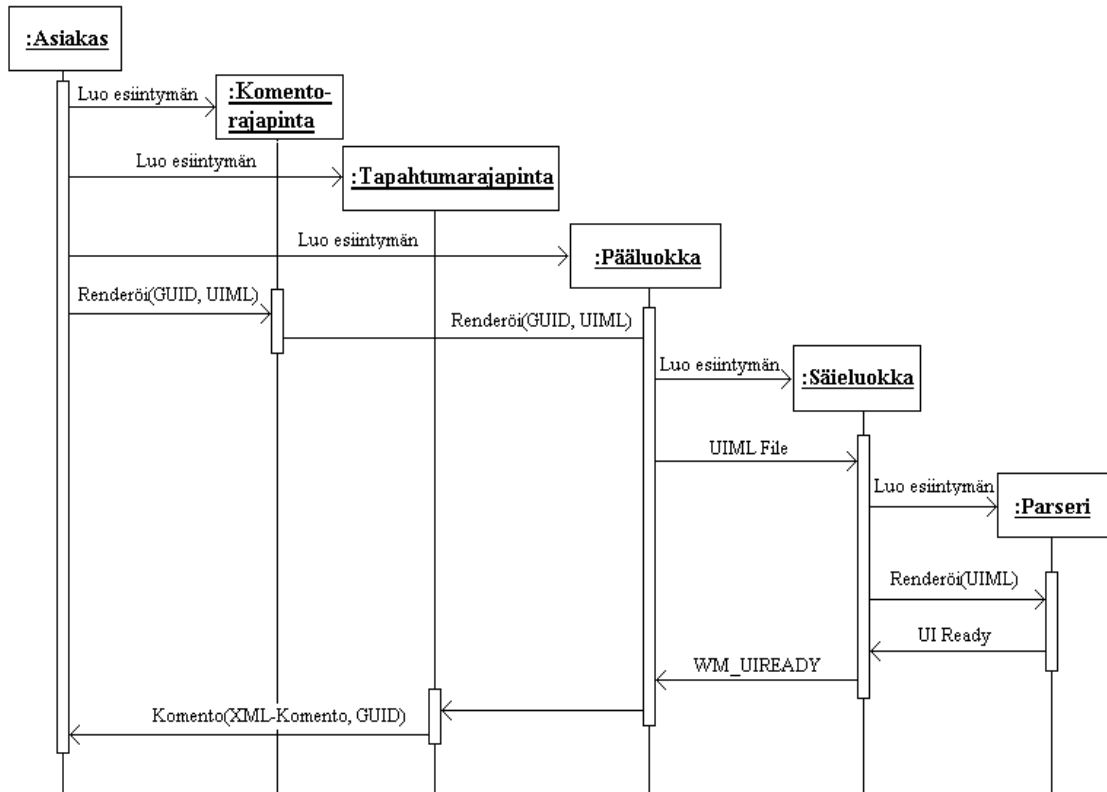 :Asiakas
Luo esiintymän
:Komento-
rajapinta
Luo esiintymän
:Tapahtumarajapinta
Luo esiintymän
:Pääluokka
Renderöi(GUID, UIML)
Renderöi(GUID, UIML)
Luo esiintymän
:Säieluokka
UIML File
Luo esiintymän
:Parseri
Renderöi(UIML)
UI Ready
WM_UIREADY
Komento(XML-Komento, GUID)